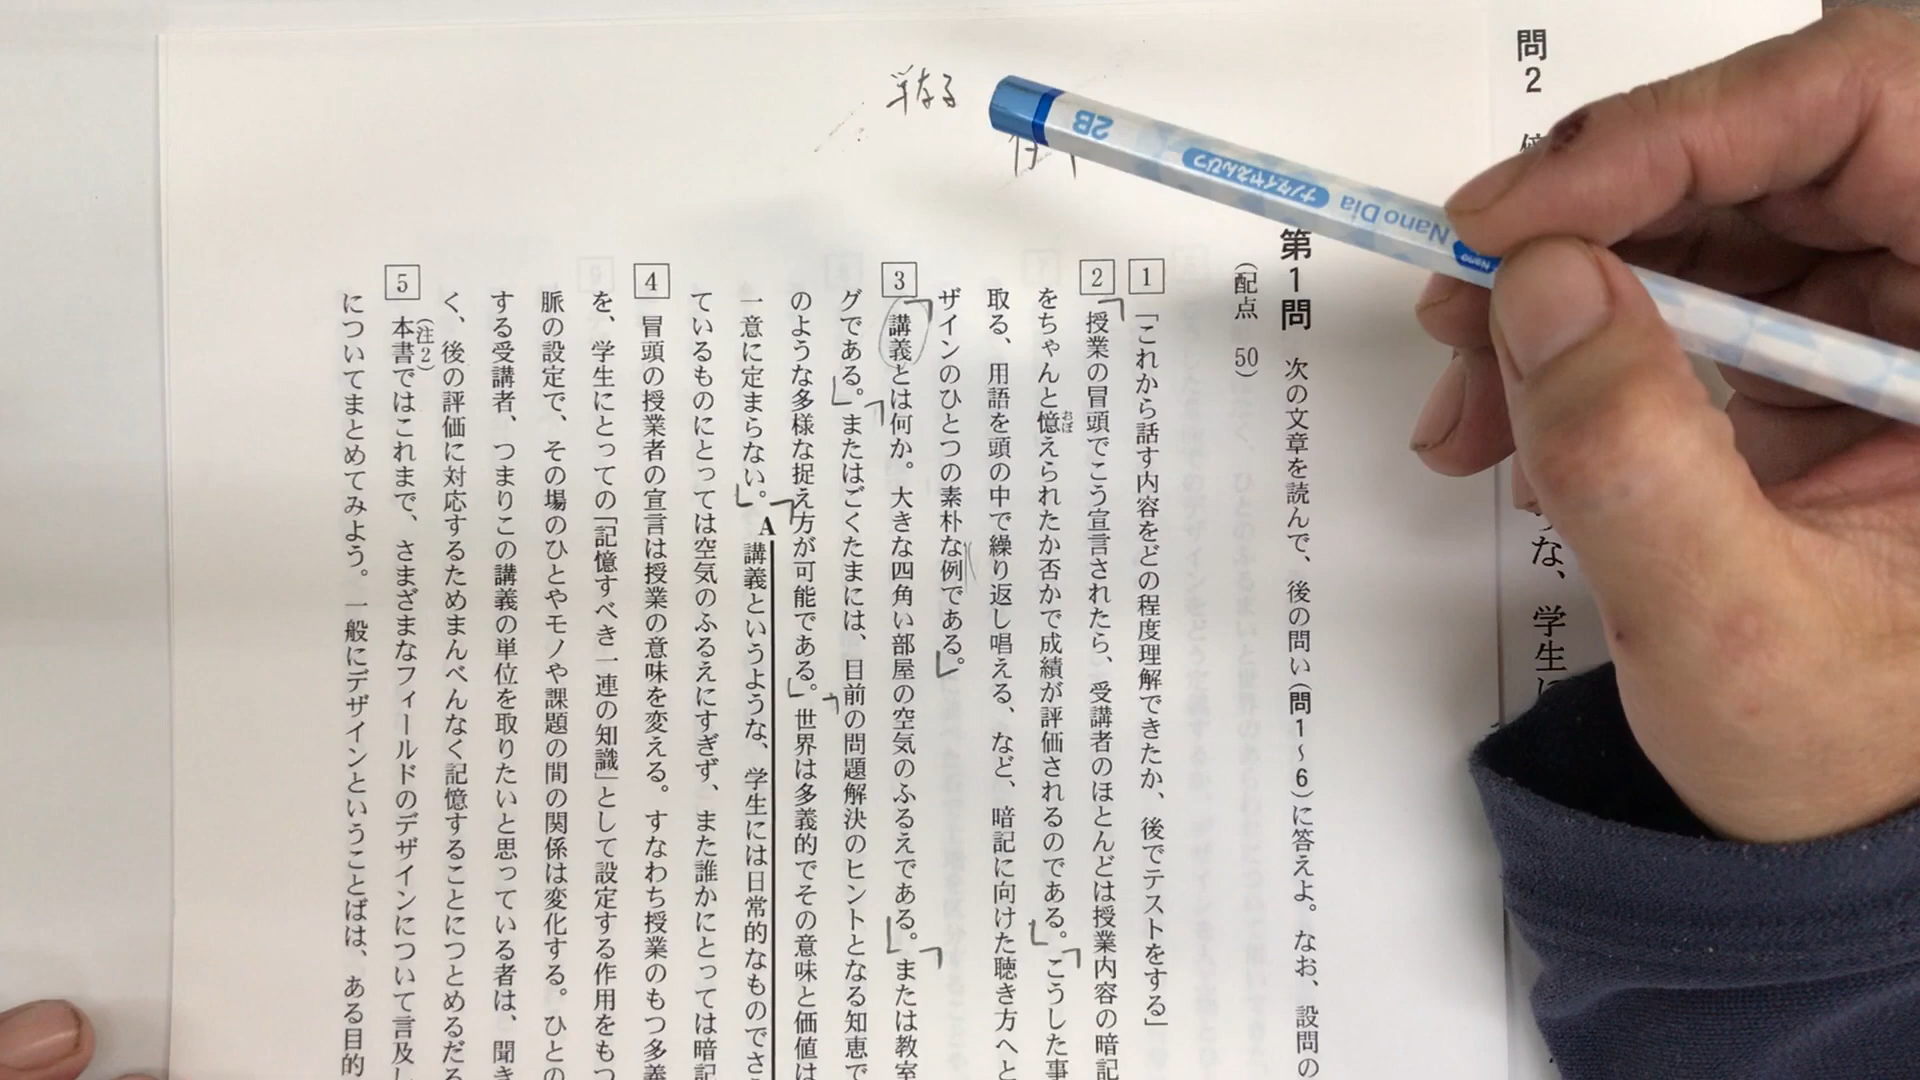 問2
な、学生に
第1問 次の文章を読んで、後の問い(問1~6)に答えよ。なお、設問の
(配点 50)
1 「これから話す内容をどの程度理解できたか、後でテストをする」
2 授業の冒頭でこう宣言されたら、受講者のほとんどは授業内容の暗記
をちゃんと憶えられたか否かで成績が評価されるのである。こうした事
おぼ
取る、用語を頭の中で繰り返し唱える、など、暗記に向けた聴き方へと
ザインのひとつの素朴な例である。
3 講義とは何か。大きな四角い部屋の空気のふるえである。または教室
グである。またはごくたまには、目前の問題解決のヒントとなる知恵で
のような多様な捉え方が可能である。世界は多義的でその意味と価値は
一意に定まらない。A講義というような、学生には日常的なものでさ
ているものにとっては空気のふるえにすぎず、また誰かにとっては暗記
4 冒頭の授業者の宣言は授業の意味を変える。すなわち授業のもつ多義
を、学生にとっての「記憶すべき一連の知識」として設定する作用をもつ
脈の設定で、その場のひとやモノや課題の間の関係は変化する。ひとの
する受講者、つまりこの講義の単位を取りたいと思っている者は、聞き
く、後の評価に対応するためまんべんなく記憶することにつとめるだろ
5 本書ではこれまで、さまざまなフィールドのデザインについて言及し
(注2)
についてまとめてみよう。一般にデザインということばは、ある目的
単なる
2B
ナノダイヤえんぴつ
Nano Dia
Nano